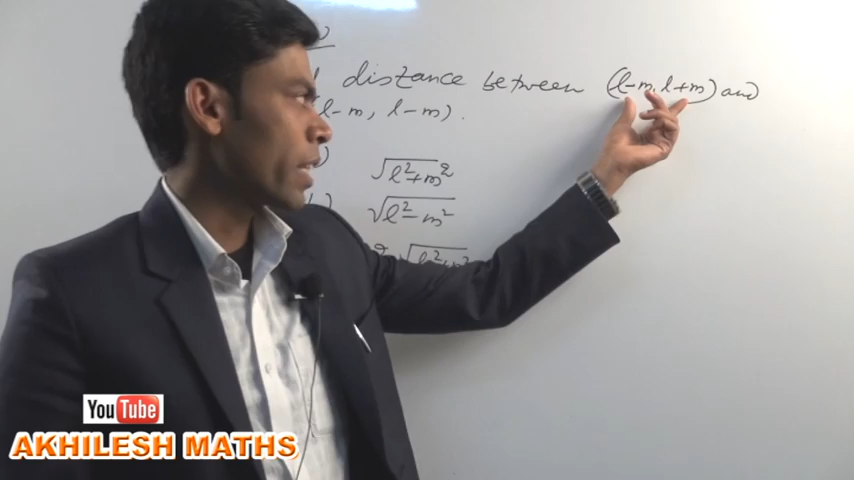 distance between (l-m, l+m) and
l-m, l-m).
√l²+m²
√l²-m²
YouTube
AKHILESH MATHS